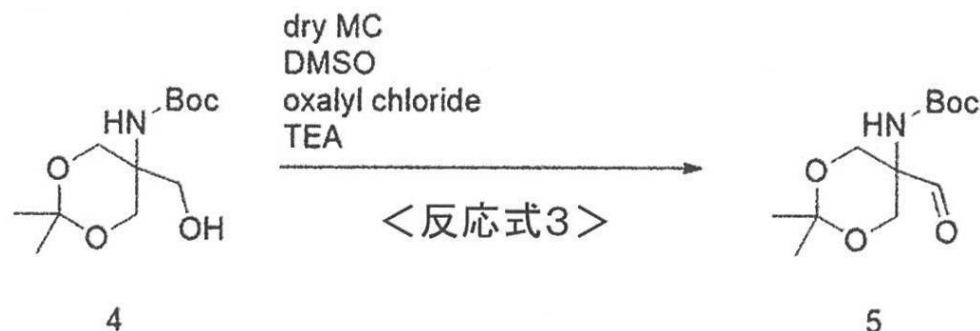 dry MC
DMSO
oxalyl chloride
TEA
HN
Boc
O
O
OH
<反応式3>
HN
Boc
O
O
O
4
5